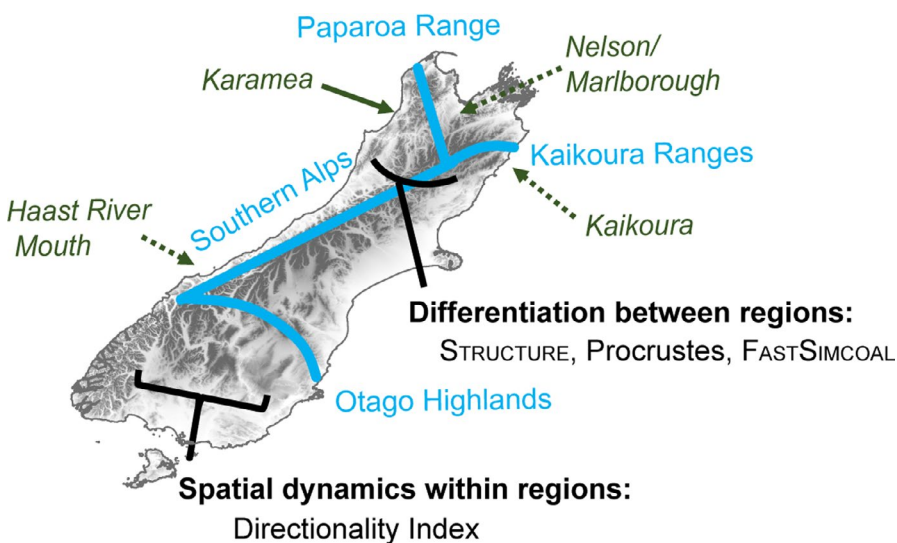 Paparoa Range
Nelson/
Marlborough
Karamea
Kaikoura Ranges
Southern Alps
Haast River
Mouth
Kaikoura
Differentiation between regions:
STRUCTURE, Procrustes, FASTSIMCOAL
Otago Highlands
Spatial dynamics within regions:
Directionality Index